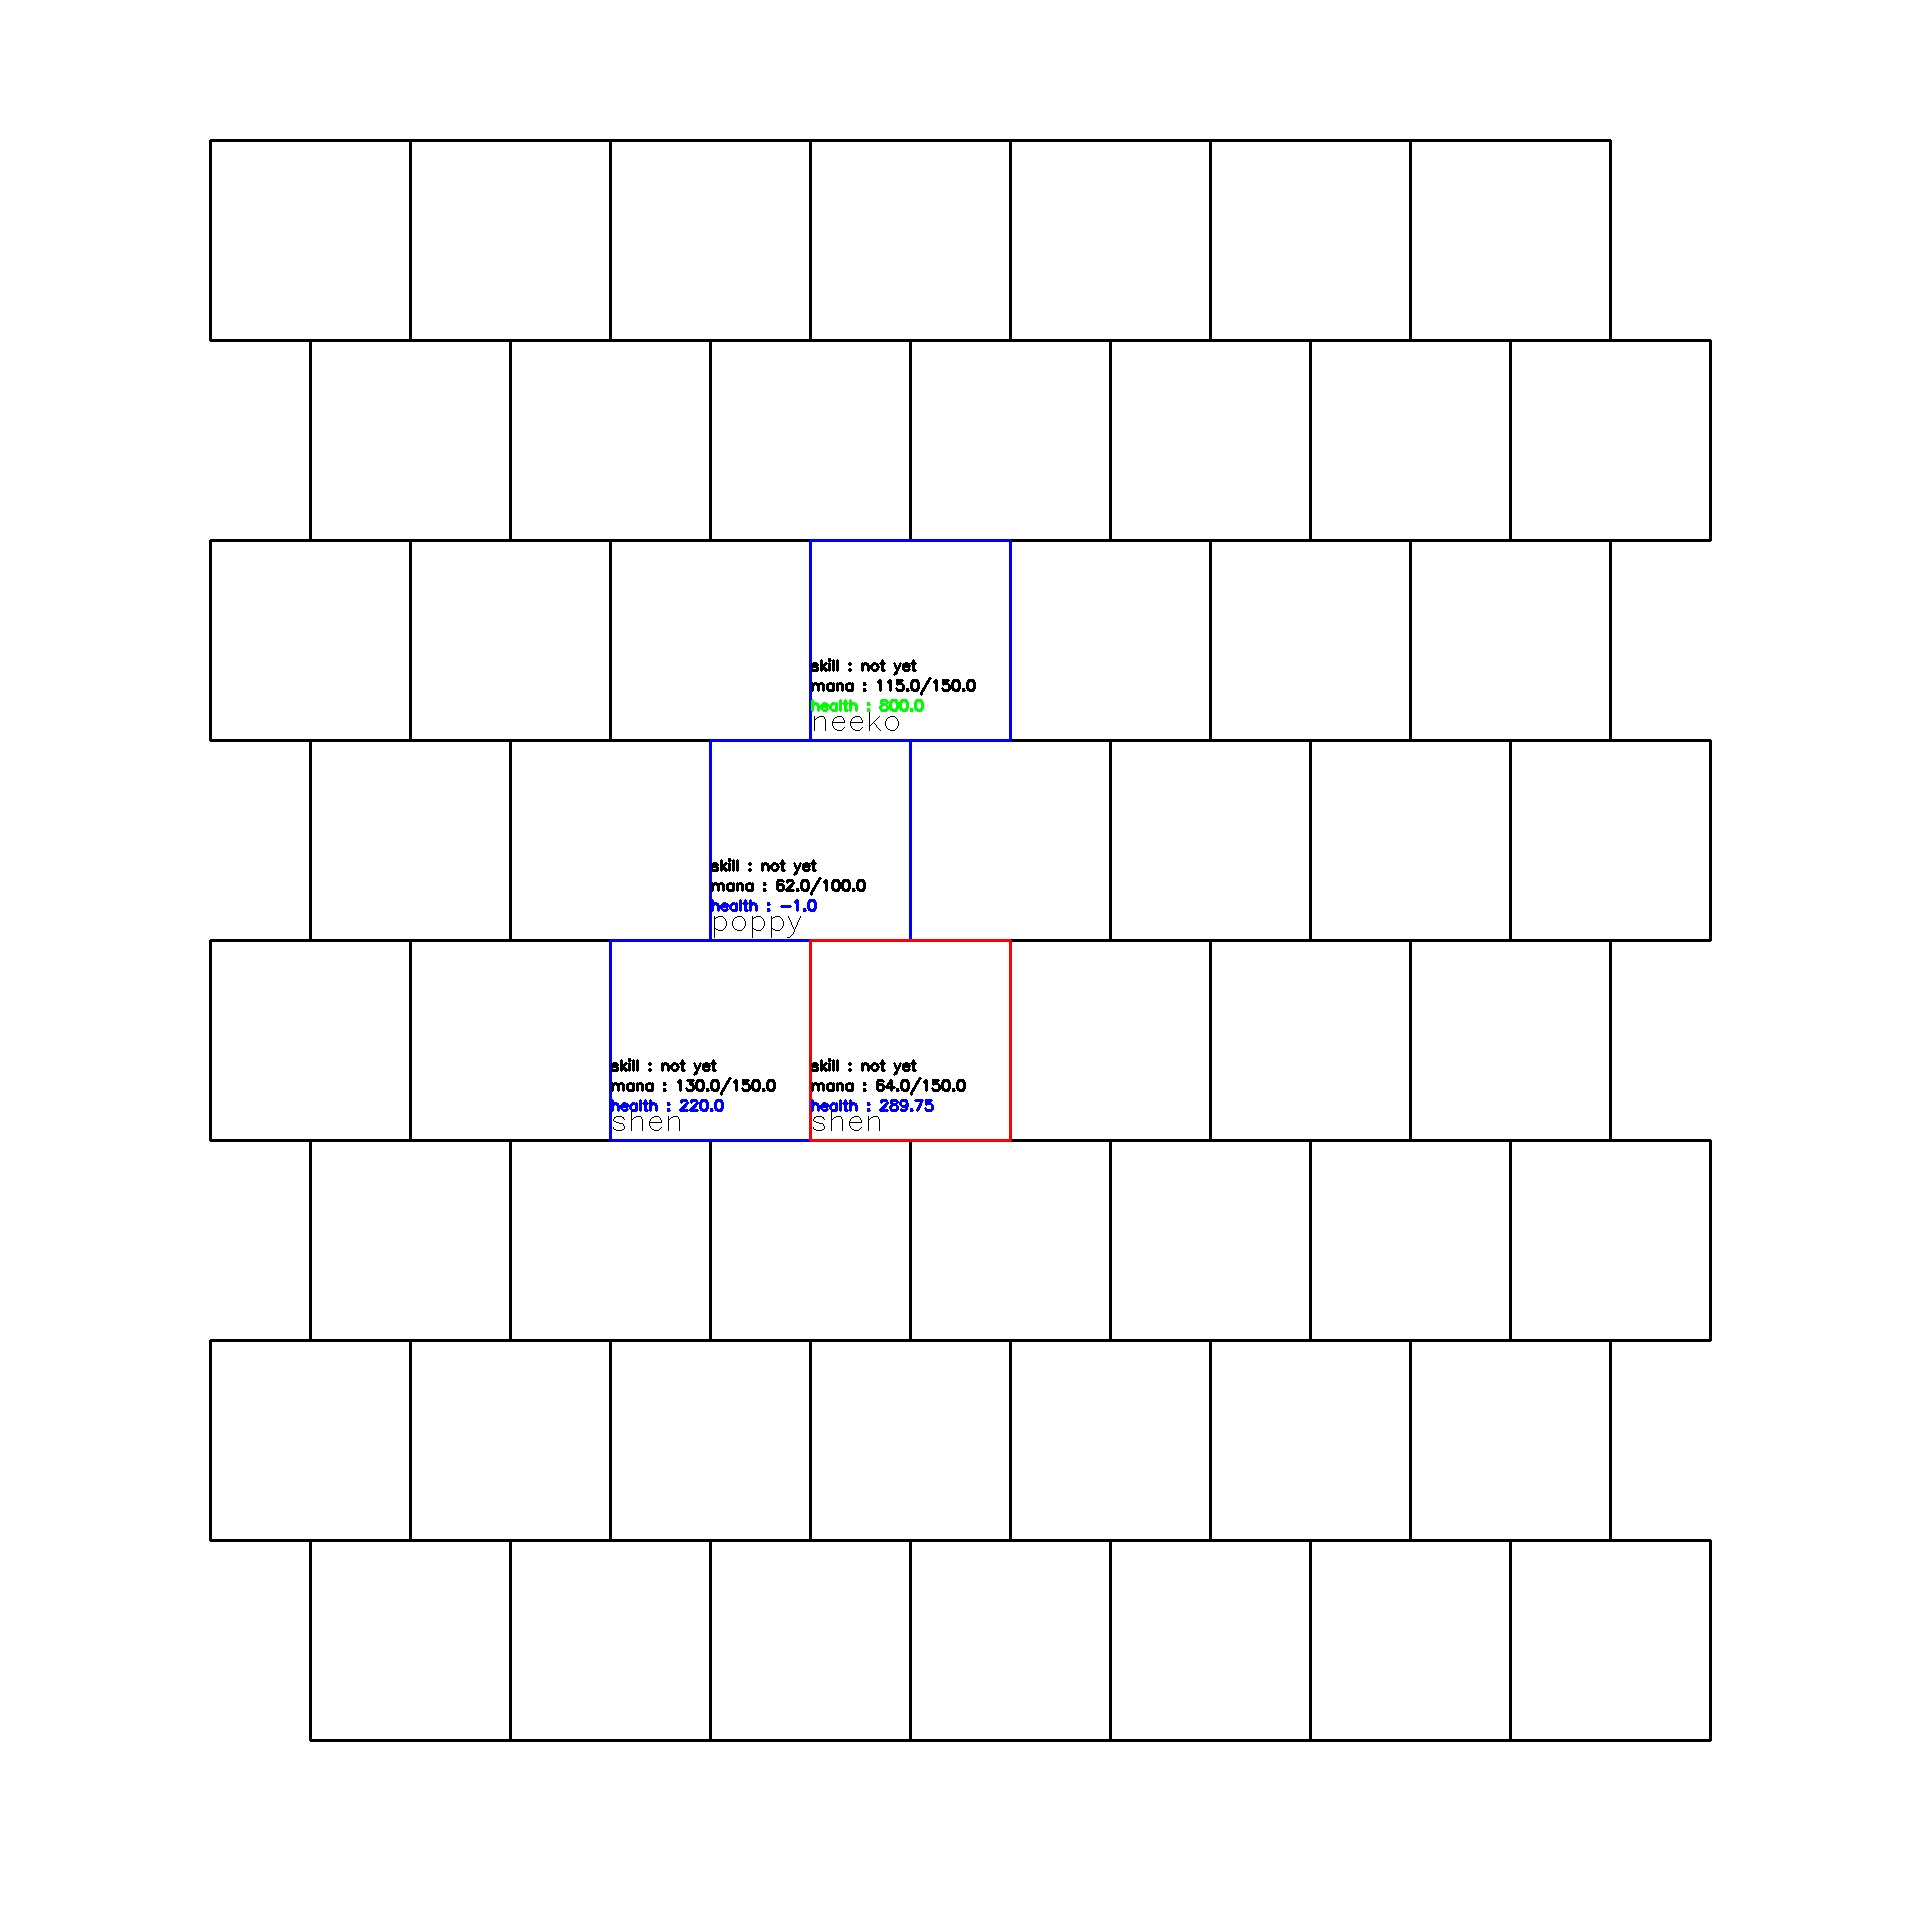 skill : not yet
mana : 115.0/150.0
health : 800.0
neeko
skill : not yet
mana : 62.0/100.0
health : -1.0
poppy
skill : not yet
mana : 130.0/150.0
health : 220.0
shen
skill : not yet
mana : 64.0/150.0
health : 289.75
shen